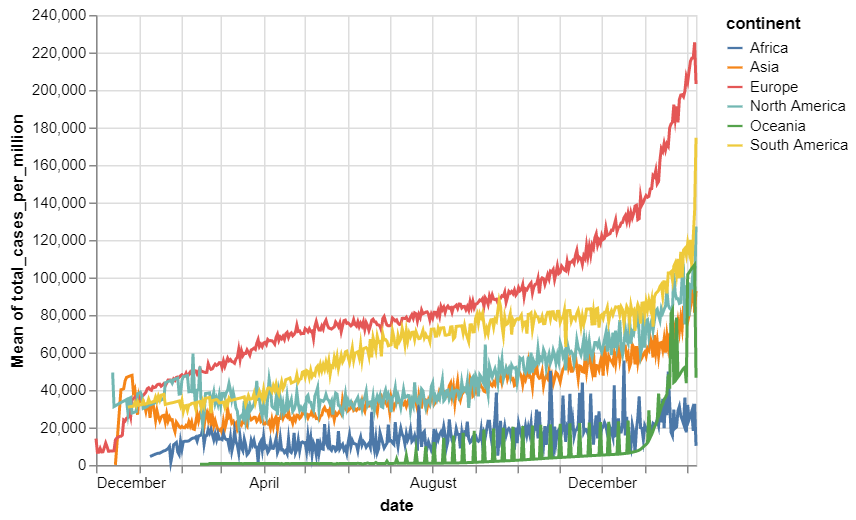 240,000
220,000
200,000
180,000
160,000
140,000
120,000
100,000
80,000
60,000
40,000
20,000
0
Mean of total_cases_per_million
December April August December
date
continent
Africa
Asia
Europe
North America
Oceania
South America